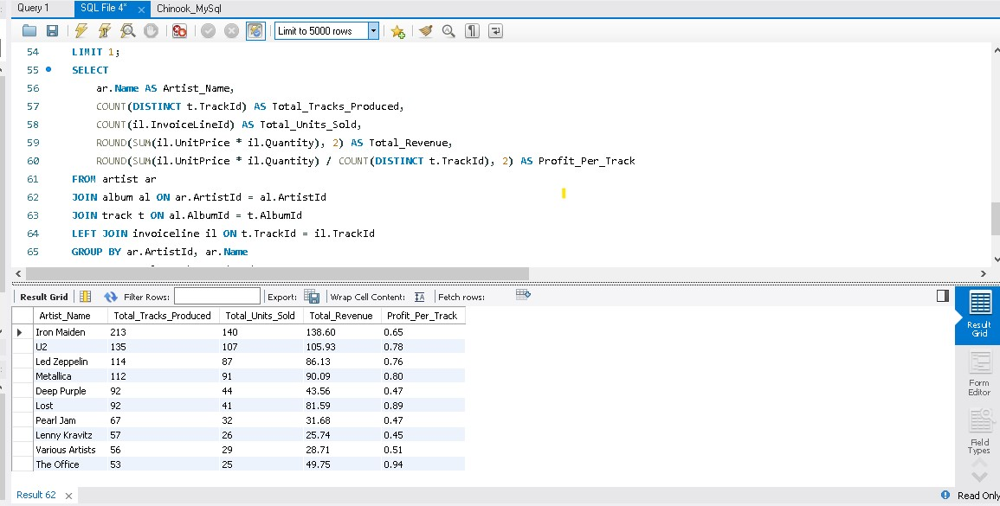 Query 1 SQL File 4* Chinook_MySql
Limit to 5000 rows
54 LIMIT 1;
55 SELECT
56 ar.Name AS Artist_Name,
57 COUNT(DISTINCT t.TrackId) AS Total_Tracks_Produced,
58 COUNT(il.InvoiceLineId) AS Total_Units_Sold,
59 ROUND(SUM(il.UnitPrice * il.Quantity), 2) AS Total_Revenue,
60 ROUND(SUM(il.UnitPrice * il.Quantity) / COUNT(DISTINCT t.TrackId), 2) AS Profit_Per_Track
61 FROM artist ar
62 JOIN album al ON ar.ArtistId = al.ArtistId
63 JOIN track t ON al.AlbumId = t.AlbumId
64 LEFT JOIN invoiceline il ON t.TrackId = il.TrackId
65 GROUP BY ar.ArtistId, ar.Name
Result Grid Filter Rows: Export: Wrap Cell Content: Fetch rows:
Artist_Name Total_Tracks_Produced Total_Units_Sold Total_Revenue Profit_Per_Track
Iron Maiden 213 140 138.60 0.65
U2 135 107 105.93 0.78
Led Zeppelin 114 87 86.13 0.76
Metallica 112 91 90.09 0.80
Deep Purple 92 44 43.56 0.47
Lost 92 41 81.59 0.89
Pearl Jam 67 32 31.68 0.47
Lenny Kravitz 57 26 25.74 0.45
Various Artists 56 29 28.71 0.51
The Office 53 25 49.75 0.94
Result
Grid
Form
Editor
Field
Types
Result 62 Read Only